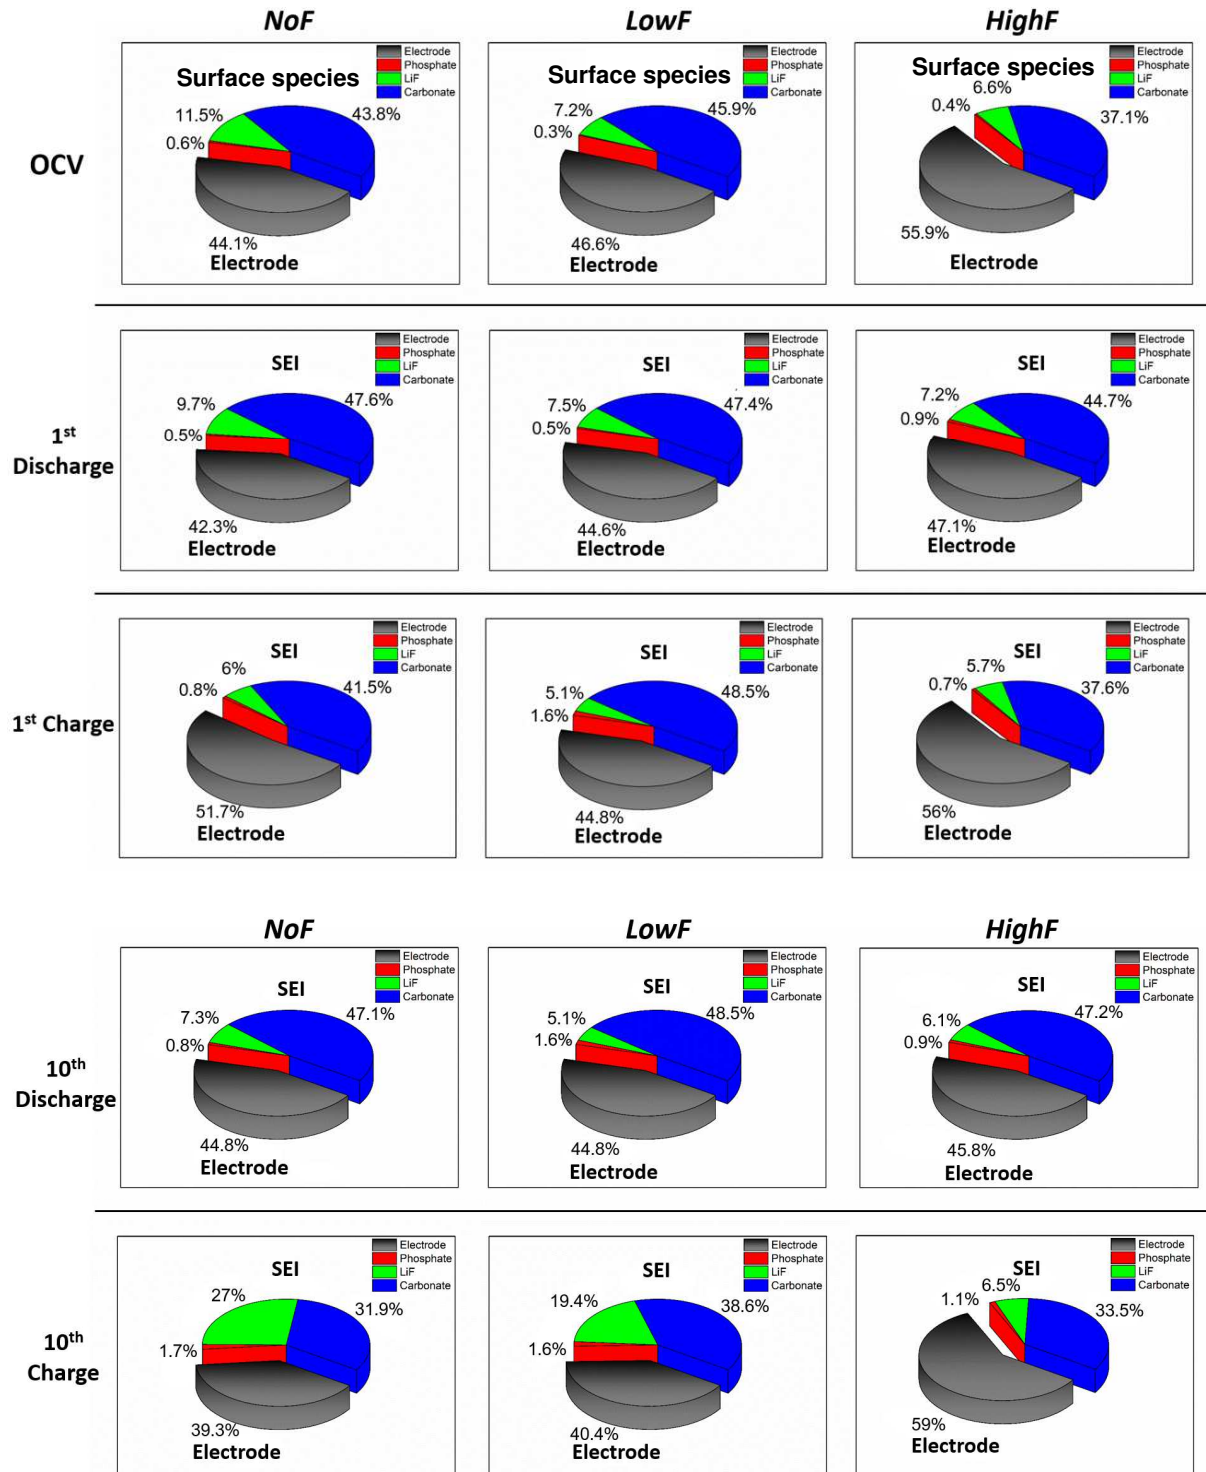 NoF LowF HighF
OCV
Electrode
Phosphate
LiF
Carbonate
Surface species
11.5%
43.8%
0.6%
44.1%
Electrode
Electrode
Phosphate
LiF
Carbonate
Surface species
7.2%
45.9%
0.3%
46.6%
Electrode
Electrode
Phosphate
LiF
Carbonate
Surface species
6.6%
0.4%
37.1%
55.9%
Electrode
1st
Discharge
Electrode
Phosphate
LiF
Carbonate
SEI
9.7%
47.6%
0.5%
42.3%
Electrode
Electrode
Phosphate
LiF
Carbonate
SEI
7.5%
47.4%
0.5%
44.6%
Electrode
Electrode
Phosphate
LiF
Carbonate
SEI
7.2%
44.7%
0.9%
47.1%
Electrode
1st Charge
Electrode
Phosphate
LiF
Carbonate
SEI
6%
0.8%
41.5%
51.7%
Electrode
Electrode
Phosphate
LiF
Carbonate
SEI
5.1%
48.5%
1.6%
44.8%
Electrode
Electrode
Phosphate
LiF
Carbonate
SEI
5.7%
0.7%
37.6%
56%
Electrode
NoF LowF HighF
10th
Discharge
Electrode
Phosphate
LiF
Carbonate
SEI
7.3%
47.1%
0.8%
44.8%
Electrode
Electrode
Phosphate
LiF
Carbonate
SEI
5.1%
48.5%
1.6%
44.8%
Electrode
Electrode
Phosphate
LiF
Carbonate
SEI
6.1%
47.2%
0.9%
45.8%
Electrode
10th
Charge
Electrode
Phosphate
LiF
Carbonate
SEI
27%
31.9%
1.7%
39.3%
Electrode
Electrode
Phosphate
LiF
Carbonate
SEI
19.4%
38.6%
1.6%
40.4%
Electrode
Electrode
Phosphate
LiF
Carbonate
SEI
6.5%
1.1%
33.5%
59%
Electrode